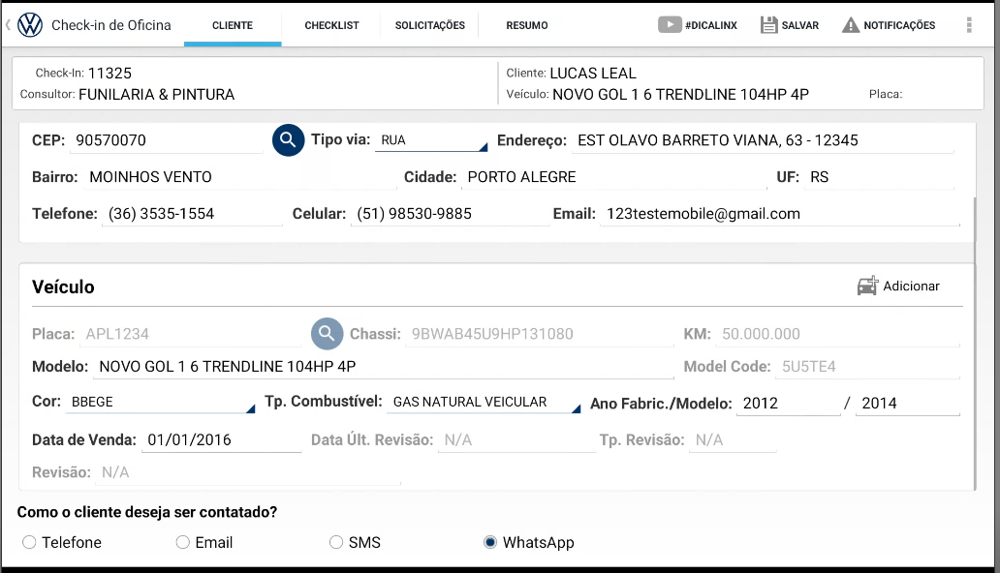 Check-in de Oficina CLIENTE CHECKLIST SOLICITAÇÕES RESUMO #DICALINX SALVAR NOTIFICAÇÕES
Check-In: 11325 Cliente: LUCAS LEAL
Consultor: FUNILARIA & PINTURA Veículo: NOVO GOL 1 6 TRENDLINE 104HP 4P Placa:
CEP: 90570070 Tipo via: RUA Endereço: EST OLAVO BARRETO VIANA, 63 - 12345
Bairro: MOINHOS VENTO Cidade: PORTO ALEGRE UF: RS
Telefone: (36) 3535-1554 Celular: (51) 98530-9885 Email: 123testemobile@gmail.com
Veículo Adicionar
Placa: APL1234 Chassi: 9BWAB45U9HP131080 KM: 50.000.000
Modelo: NOVO GOL 1 6 TRENDLINE 104HP 4P Model Code: 5U5TE4
Cor: BBEGE Tp. Combustível: GAS NATURAL VEICULAR Ano Fabric./Modelo: 2012 / 2014
Data de Venda: 01/01/2016 Data Últ. Revisão: N/A Tp. Revisão: N/A
Revisão: N/A
Como o cliente deseja ser contatado?
Telefone Email SMS WhatsApp